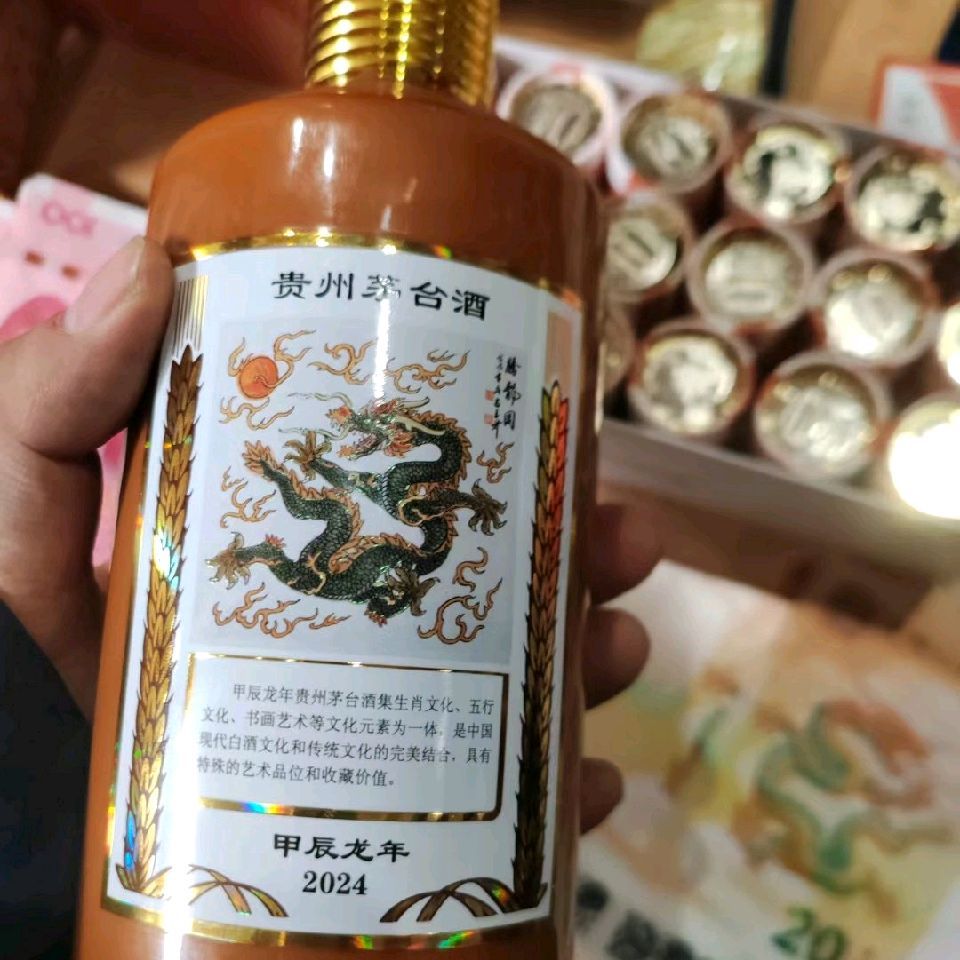 贵州茅台酒
甲辰龙年贵州茅台酒集生肖文化、五行
文化、书画艺术等文化元素为一体，是中国
现代白酒文化和传统文化的完美结合，具有
特殊的艺术品位和收藏价值。
甲辰龙年
2024
100
10
20